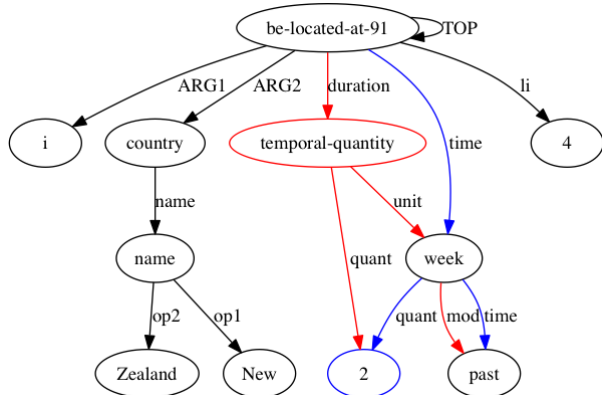 be-located-at-91
TOP
ARG1
ARG2
duration
li
i
country
temporal-quantity
time
4
name
unit
name
quant
week
op2
op1
quant
mod
time
Zealand
New
2
past